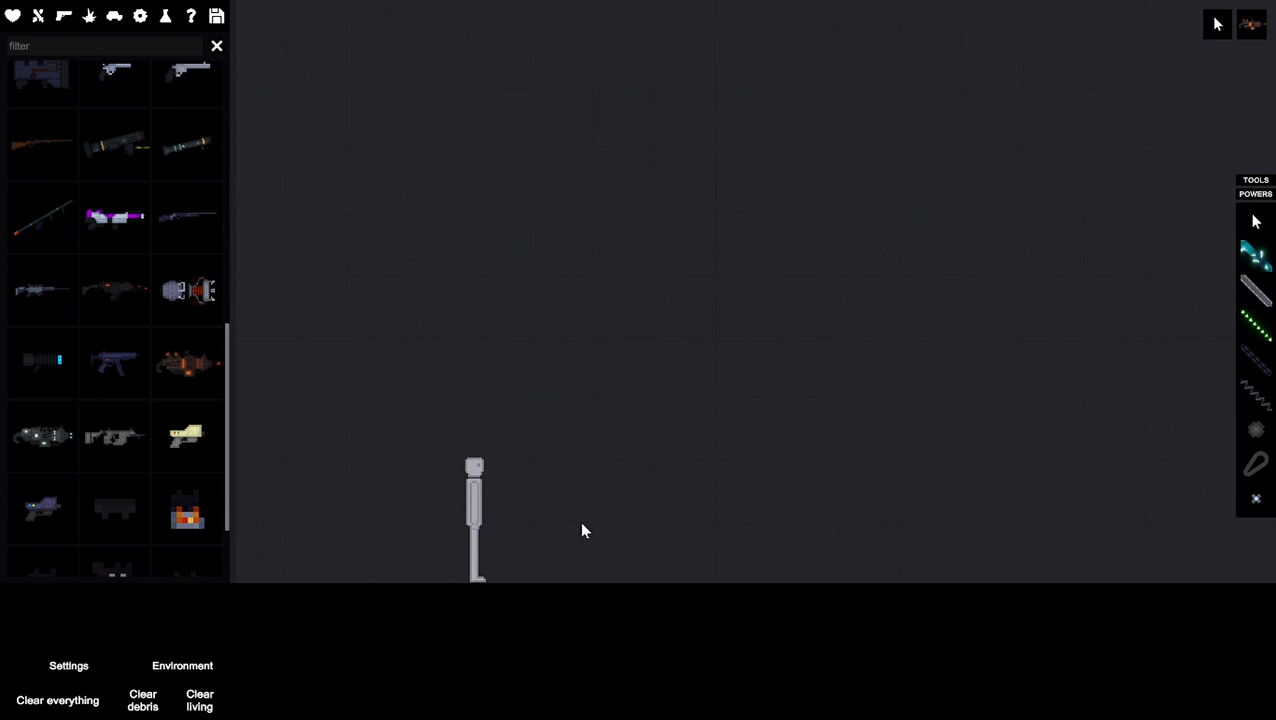 filter
TOOLS
POWERS
Settings
Environment
Clear everything
Clear
debris
Clear
living